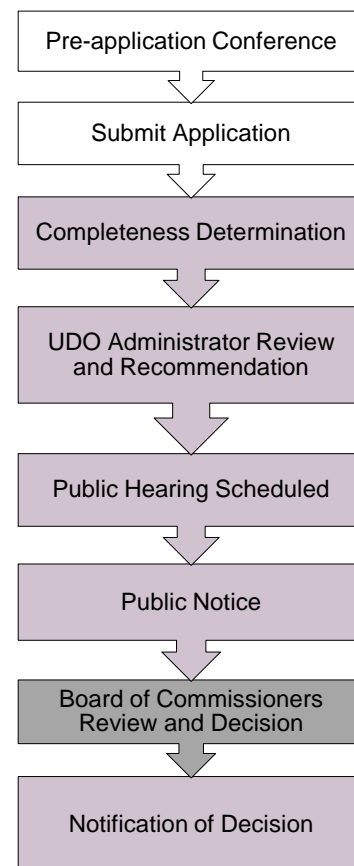 Pre-application Conference
Submit Application
Completeness Determination
UDO Administrator Review
and Recommendation
Public Hearing Scheduled
Public Notice
Board of Commissioners
Review and Decision
Notification of Decision